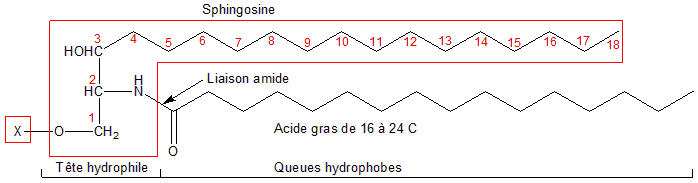 Sphingosine
3 4 5 6 7 8 9 10 11 12 13 14 15 16 17 18
HOHC
2 H
HC N
Liaison amide
1
X O CH2
O
Acide gras de 16 à 24 C
Tête hydrophile Queues hydrophobes